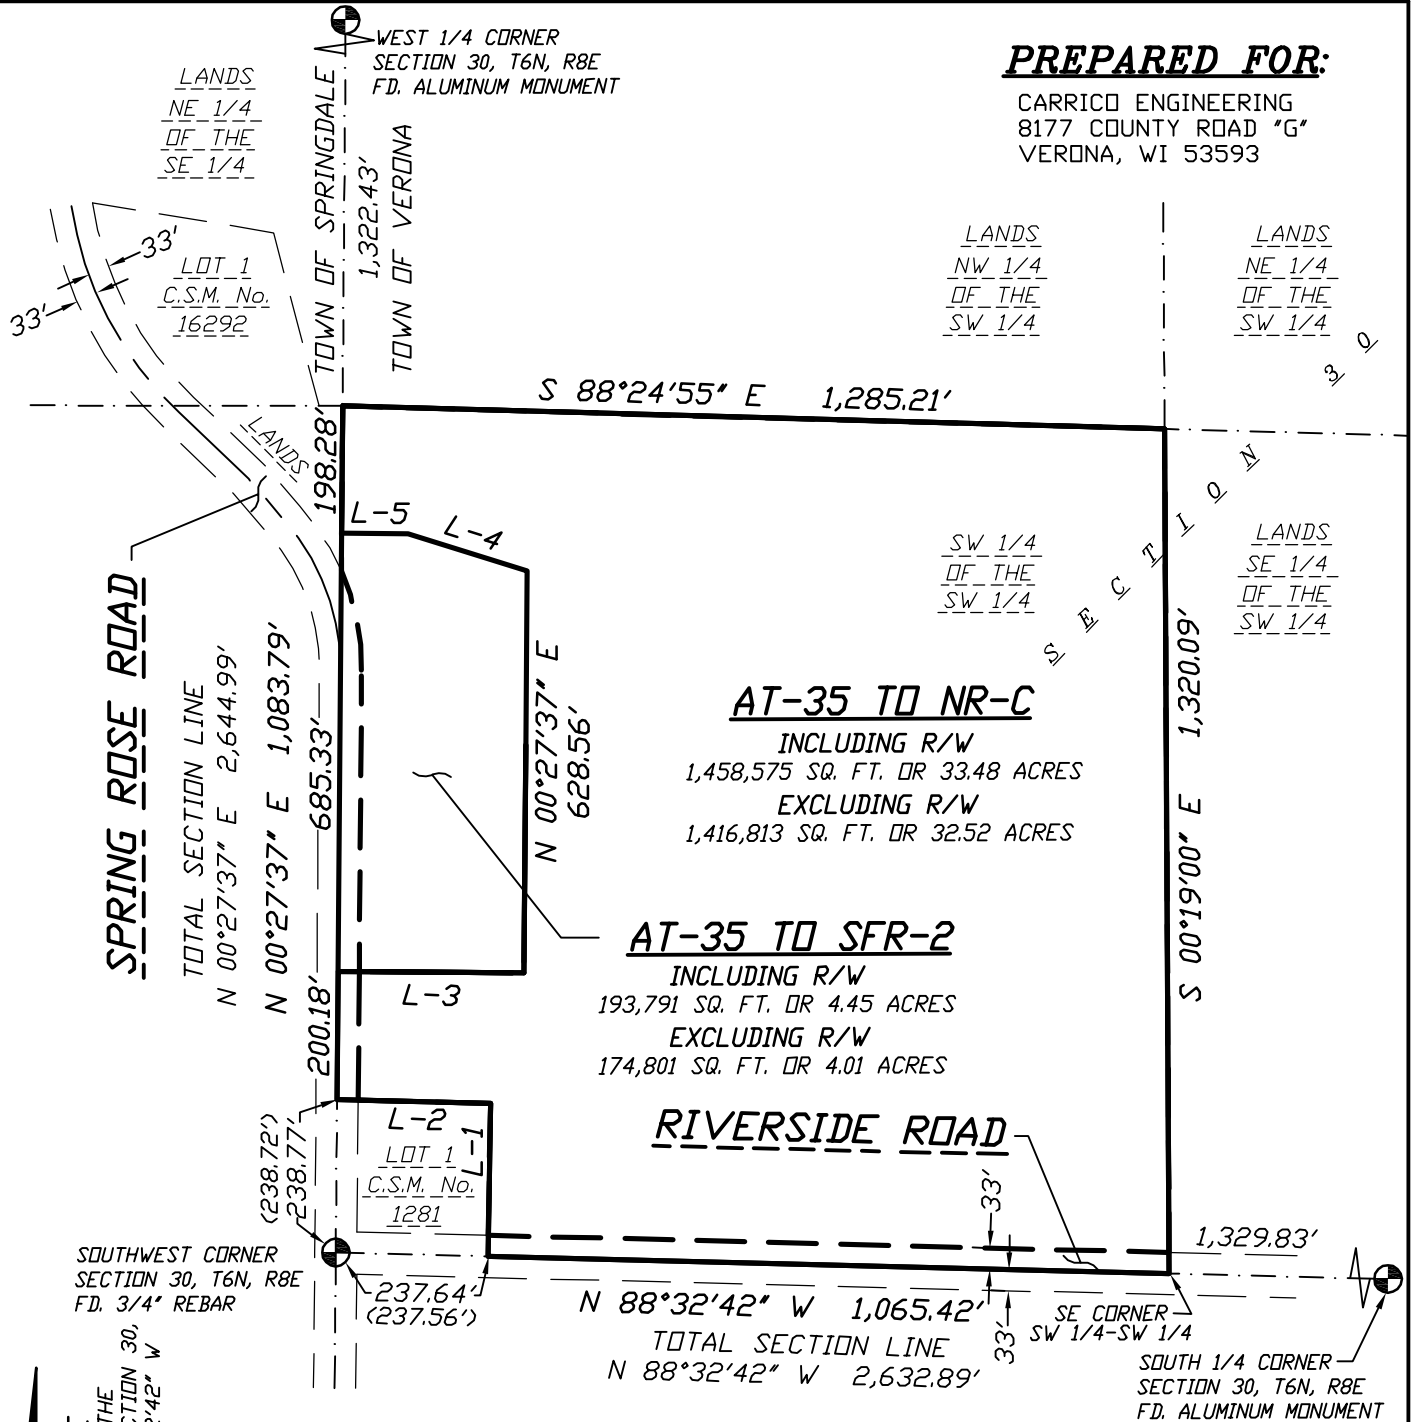 WEST 1/4 CORNER
SECTION 30, T6N, R8E
FD. ALUMINUM MONUMENT
PREPARED FOR:
CARRICO ENGINEERING
8177 COUNTY ROAD "G"
VERONA, WI 53593
LANDS
NE 1/4
OF THE
SE 1/4
TOWN OF SPRINGDALE
1,322.43'
TOWN OF VERONA
33'
33'
LOT 1
C.S.M. No.
16292
LANDS
NW 1/4
OF THE
SW 1/4
LANDS
NE 1/4
OF THE
SW 1/4
SECTION 30
S 88°24'55" E 1,285.21'
LANDS
198.28'
L-5
L-4
SW 1/4
OF THE
SW 1/4
LANDS
SE 1/4
OF THE
SW 1/4
SPRING ROSE ROAD
TOTAL SECTION LINE
N 00°27'37" E 2,644.99'
N 00°27'37" E 1,083.79'
685.33'
N 00°27'37" E
628.56'
AT-35 TO NR-C
INCLUDING R/W
1,458,575 SQ. FT. OR 33.48 ACRES
EXCLUDING R/W
1,416,813 SQ. FT. OR 32.52 ACRES
S 00°19'00" E 1,320.09'
AT-35 TO SFR-2
INCLUDING R/W
193,791 SQ. FT. OR 4.45 ACRES
EXCLUDING R/W
174,801 SQ. FT. OR 4.01 ACRES
L-3
200.18'
L-2
L-1
RIVERSIDE ROAD
(238.72')
238.77'
LOT 1
C.S.M. No.
1281
33'
33'
1,329.83'
SOUTHWEST CORNER
SECTION 30, T6N, R8E
FD. 3/4" REBAR
237.64'
(237.56')
N 88°32'42" W 1,065.42'
TOTAL SECTION LINE
N 88°32'42" W 2,632.89'
SE CORNER
SW 1/4-SW 1/4
SOUTH 1/4 CORNER
SECTION 30, T6N, R8E
FD. ALUMINUM MONUMENT
THE
CTION 30,
'42" W